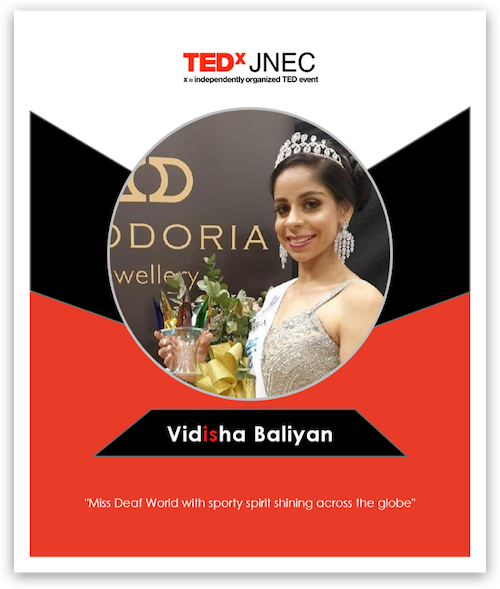 TEDx JNEC
x = independently organized TED event
ODORIA
wellery
Vidisha Baliyan
"Miss Deaf World with sporty spirit shining across the globe"